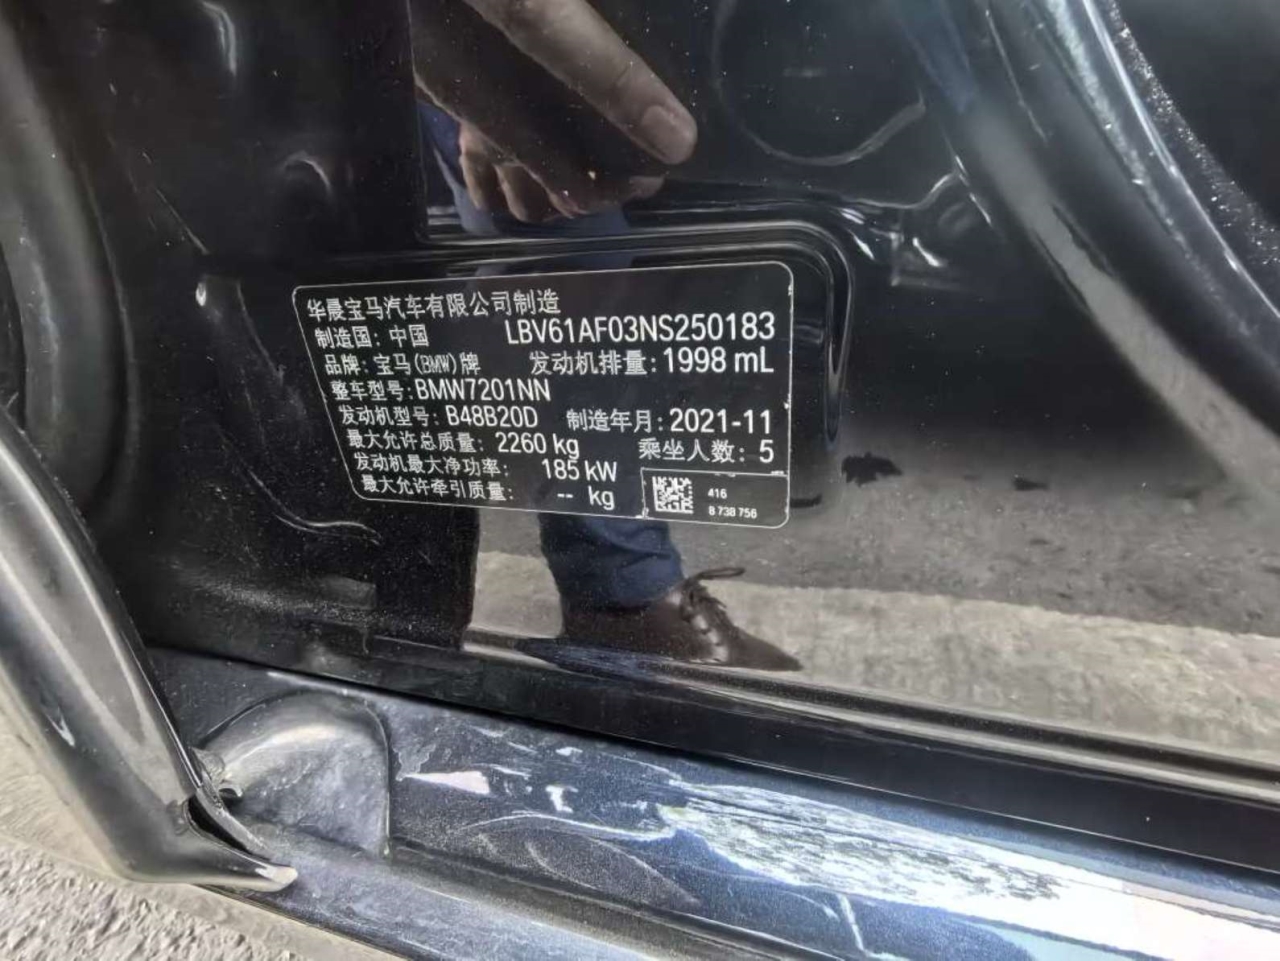 华晨宝马汽车有限公司制造
制造国：中国 LBV61AF03NS250183
品牌：宝马(BMW)牌 发动机排量：1998 mL
整车型号：BMW7201NN
发动机型号：B48B20D 制造年月：2021-11
最大允许总质量：2260 kg 乘坐人数：5
发动机最大净功率：185 kW
最大允许牵引质量：-- kg
416
8 738 756